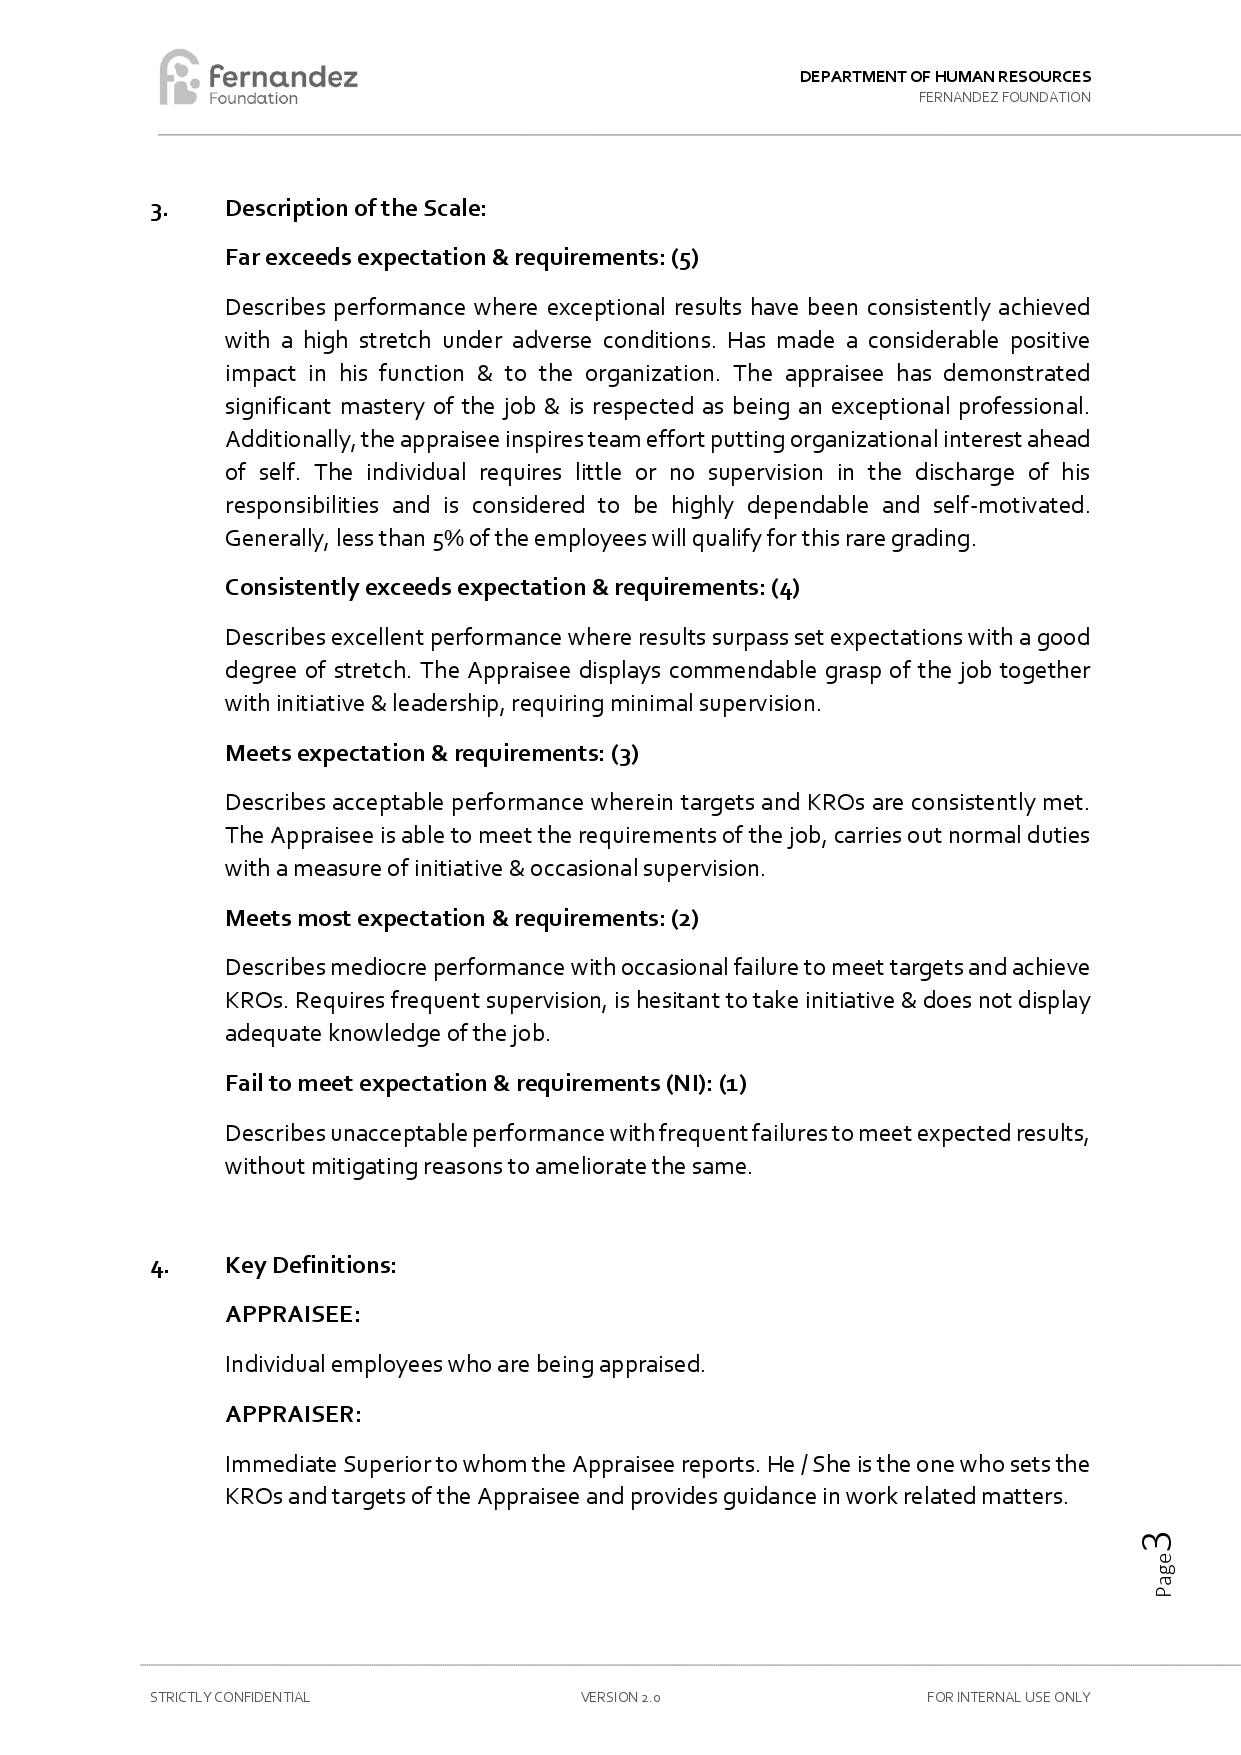 fernandez
Foundation
DEPARTMENT OF HUMAN RESOURCES
FERNANDEZ FOUNDATION
3. Description of the Scale:
Far exceeds expectation & requirements: (5)
Describes performance where exceptional results have been consistently achieved
with a high stretch under adverse conditions. Has made a considerable positive
impact in his function & to the organization. The appraisee has demonstrated
significant mastery of the job & is respected as being an exceptional professional.
Additionally, the appraisee inspires team effort putting organizational interest ahead
of self. The individual requires little or no supervision in the discharge of his
responsibilities and is considered to be highly dependable and self-motivated.
Generally, less than 5% of the employees will qualify for this rare grading.
Consistently exceeds expectation & requirements: (4)
Describes excellent performance where results surpass set expectations with a good
degree of stretch. The Appraisee displays commendable grasp of the job together
with initiative & leadership, requiring minimal supervision.
Meets expectation & requirements: (3)
Describes acceptable performance wherein targets and KROs are consistently met.
The Appraisee is able to meet the requirements of the job, carries out normal duties
with a measure of initiative & occasional supervision.
Meets most expectation & requirements: (2)
Describes mediocre performance with occasional failure to meet targets and achieve
KROs. Requires frequent supervision, is hesitant to take initiative & does not display
adequate knowledge of the job.
Fail to meet expectation & requirements (NI): (1)
Describes unacceptable performance with frequent failures to meet expected results,
without mitigating reasons to ameliorate the same.
4. Key Definitions:
APPRAISEE:
Individual employees who are being appraised.
APPRAISER:
Immediate Superior to whom the Appraisee reports. He / She is the one who sets the
KROs and targets of the Appraisee and provides guidance in work related matters.
Page3
STRICTLY CONFIDENTIAL VERSION 2.0 FOR INTERNAL USE ONLY